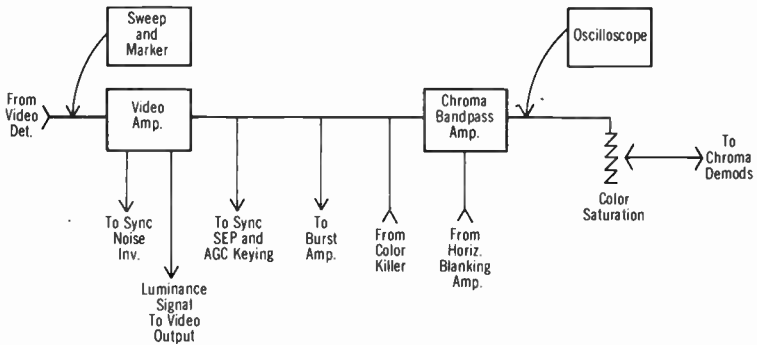 Sweep
and
Marker
Oscilloscope
From
Video
Det.
Video
Amp.
Chroma
Bandpass
Amp.
To
Chroma
Demods
Color
Saturation
To Sync
Noise
Inv.
To Sync
SEP and
AGC Keying
To
Burst
Amp.
From
Color
Killer
From
Horiz.
Blanking
Amp.
Luminance
Signal
To Video
Output